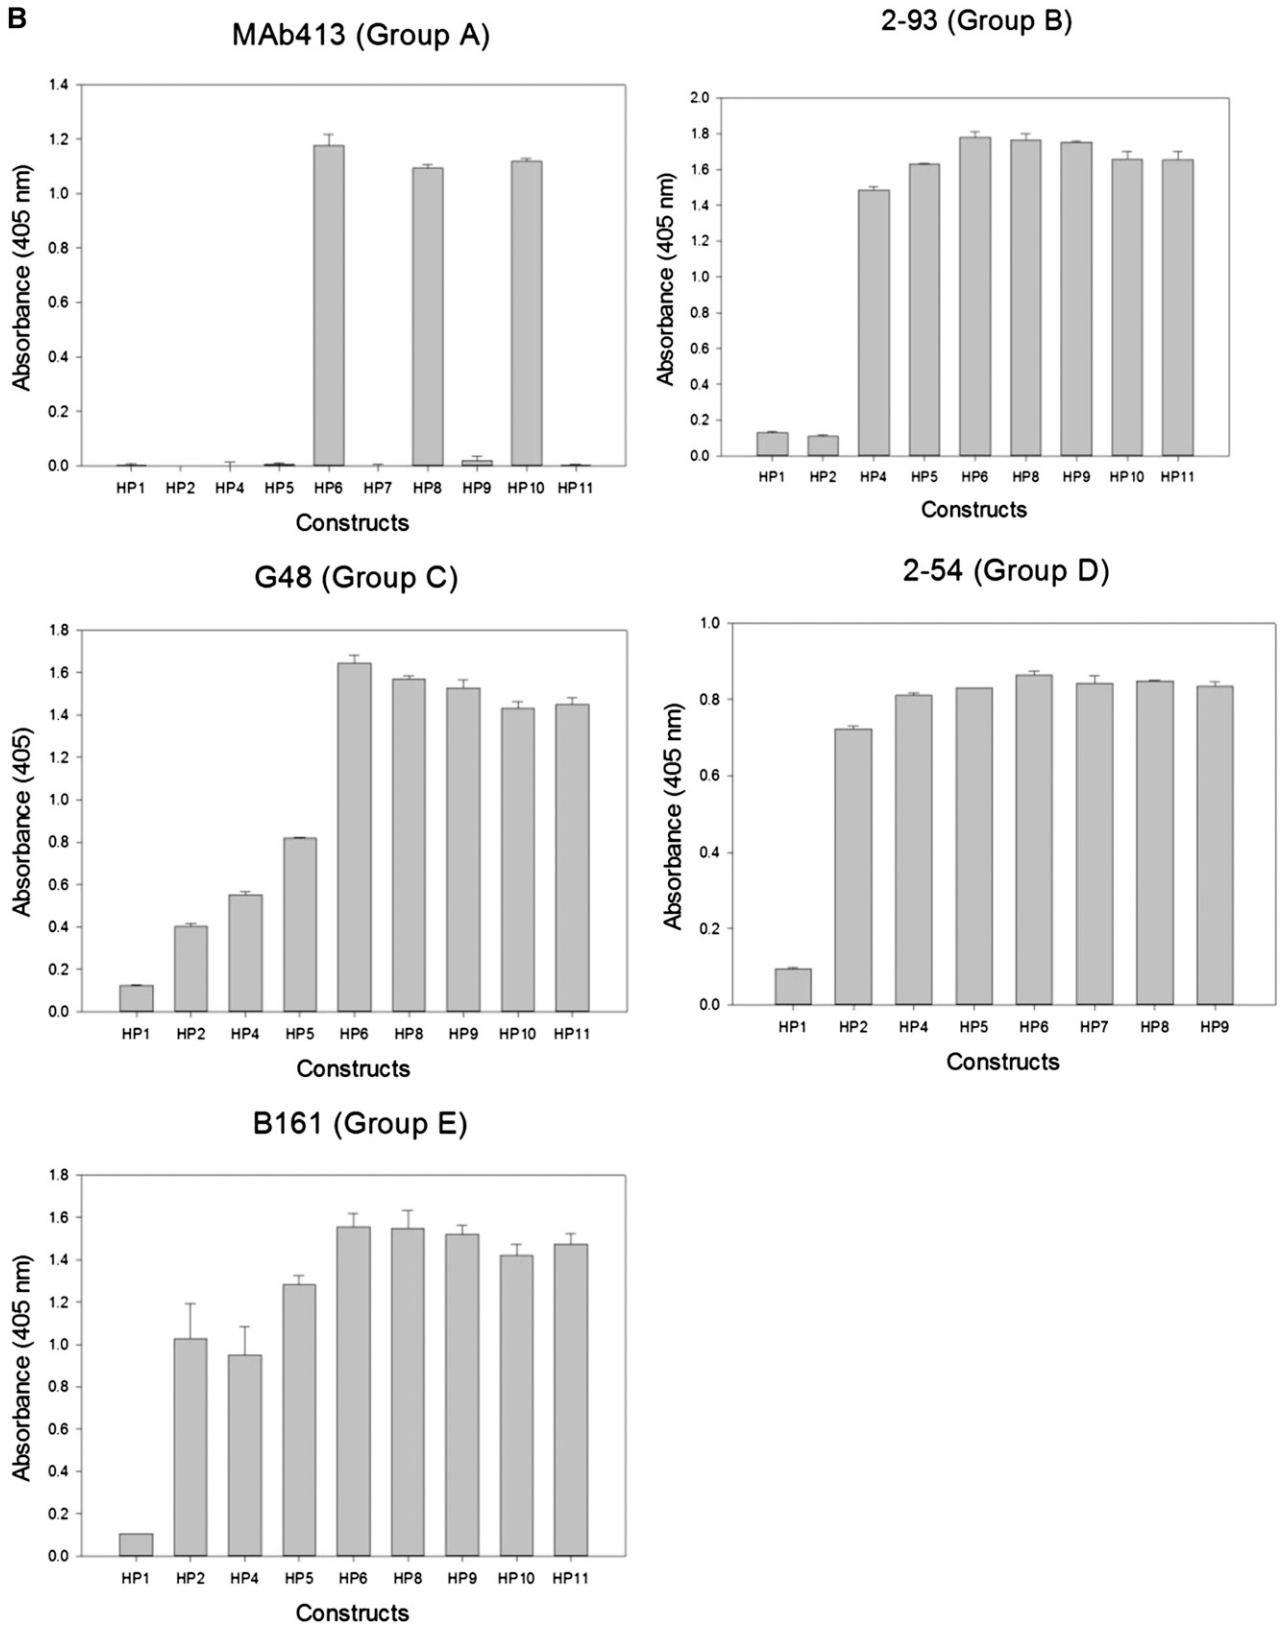 B
MAb413 (Group A)
Absorbance (405 nm)
1.4
1.2
1.0
0.8
0.6
0.4
0.2
0.0
HP1 HP2 HP4 HP5 HP6 HP7 HP8 HP9 HP10 HP11
Constructs
2-93 (Group B)
Absorbance (405 nm)
2.0
1.8
1.6
1.4
1.2
1.0
0.8
0.6
0.4
0.2
0.0
HP1 HP2 HP4 HP5 HP6 HP8 HP9 HP10 HP11
Constructs
G48 (Group C)
Absorbance (405)
1.8
1.6
1.4
1.2
1.0
0.8
0.6
0.4
0.2
0.0
HP1 HP2 HP4 HP5 HP6 HP8 HP9 HP10 HP11
Constructs
2-54 (Group D)
Absorbance (405 nm)
1.0
0.8
0.6
0.4
0.2
0.0
HP1 HP2 HP4 HP5 HP6 HP7 HP8 HP9
Constructs
B161 (Group E)
Absorbance (405 nm)
1.8
1.6
1.4
1.2
1.0
0.8
0.6
0.4
0.2
0.0
HP1 HP2 HP4 HP5 HP6 HP8 HP9 HP10 HP11
Constructs